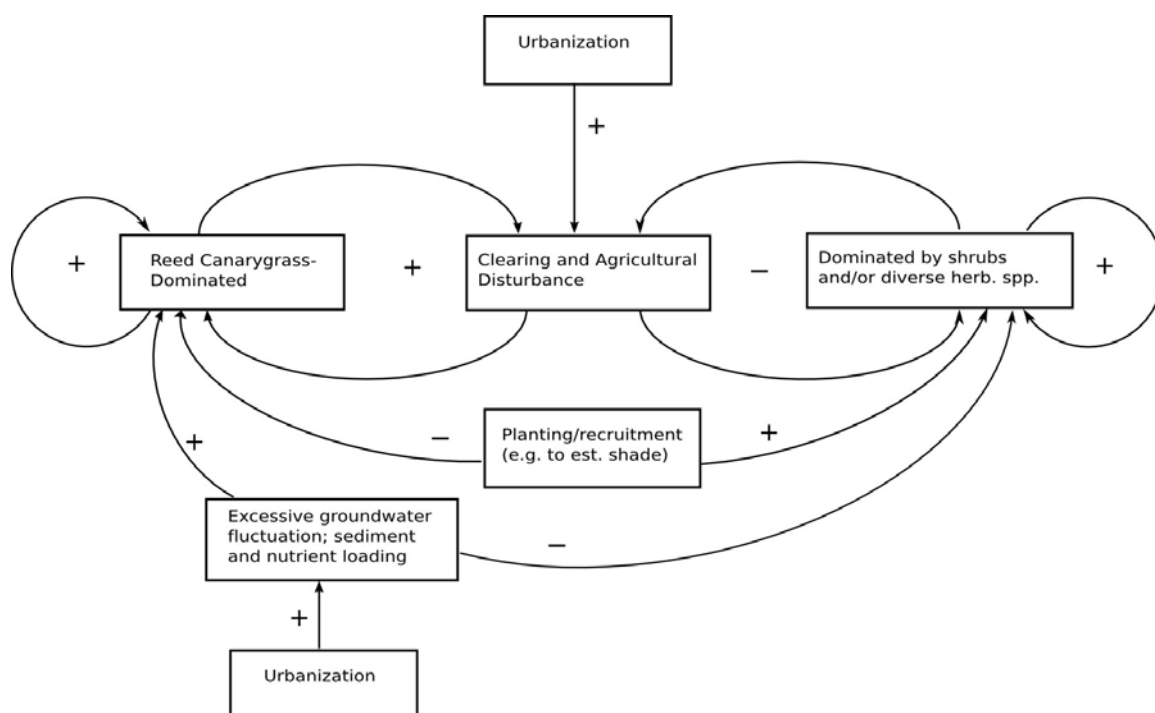 Urbanization
+
Reed Canarygrass-
Dominated
+
+
Clearing and Agricultural
Disturbance
−
Dominated by shrubs
and/or diverse herb. spp.
+
Planting/recruitment
(e.g. to est. shade)
−
+
+
Excessive groundwater
fluctuation; sediment
and nutrient loading
−
+
Urbanization